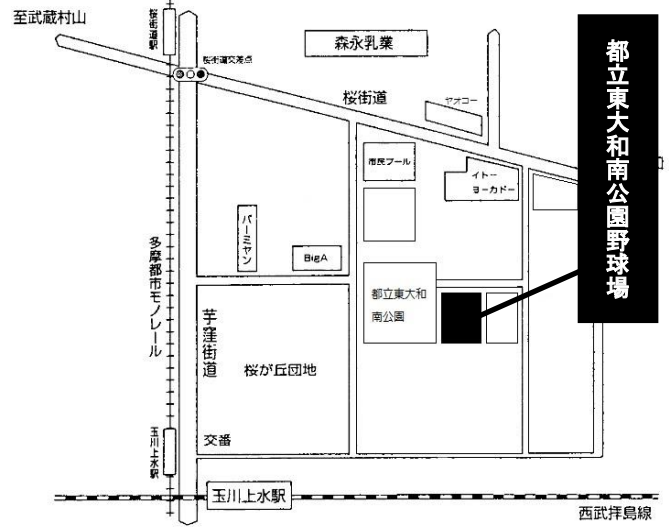 至武蔵村山
桜街道駅
桜街道交差点
森永乳業
桜街道
ヤオコー
都立東大和南公園野球場
市民プール
イトー
ヨーカドー
バーミヤン
BigA
多摩都市モノレール
都立東大和
南公園
芋窪街道
桜が丘団地
交番
玉川上水駅
玉川上水駅
西武拝島線